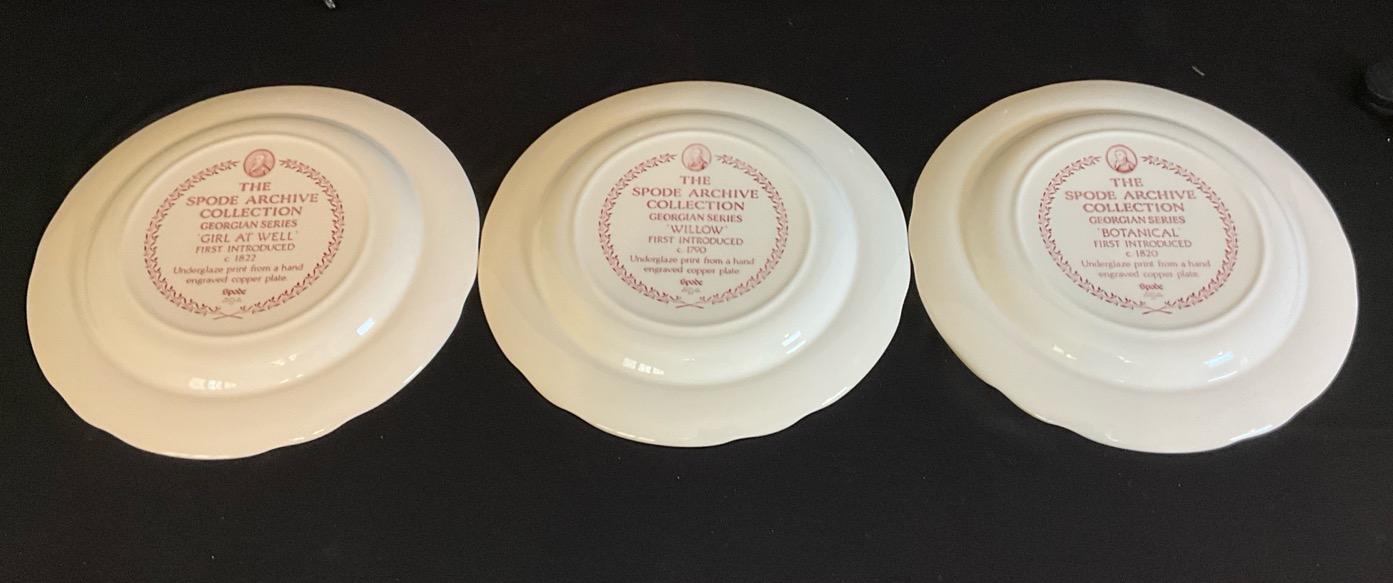 THE
SPODE ARCHIVE
COLLECTION
GEORGIAN SERIES
'GIRL AT WELL'
FIRST INTRODUCED
c. 1822
Underglaze print from a hand
engraved copper plate.
Spode
THE
SPODE ARCHIVE
COLLECTION
GEORGIAN SERIES
'WILLOW'
FIRST INTRODUCED
c. 1790
Underglaze print from a hand
engraved copper plate
Spode
THE
SPODE ARCHIVE
COLLECTION
GEORGIAN SERIES
'BOTANICAL'
FIRST INTRODUCED
c. 1820
Underglaze print from a hand
engraved copper plate.
Spode